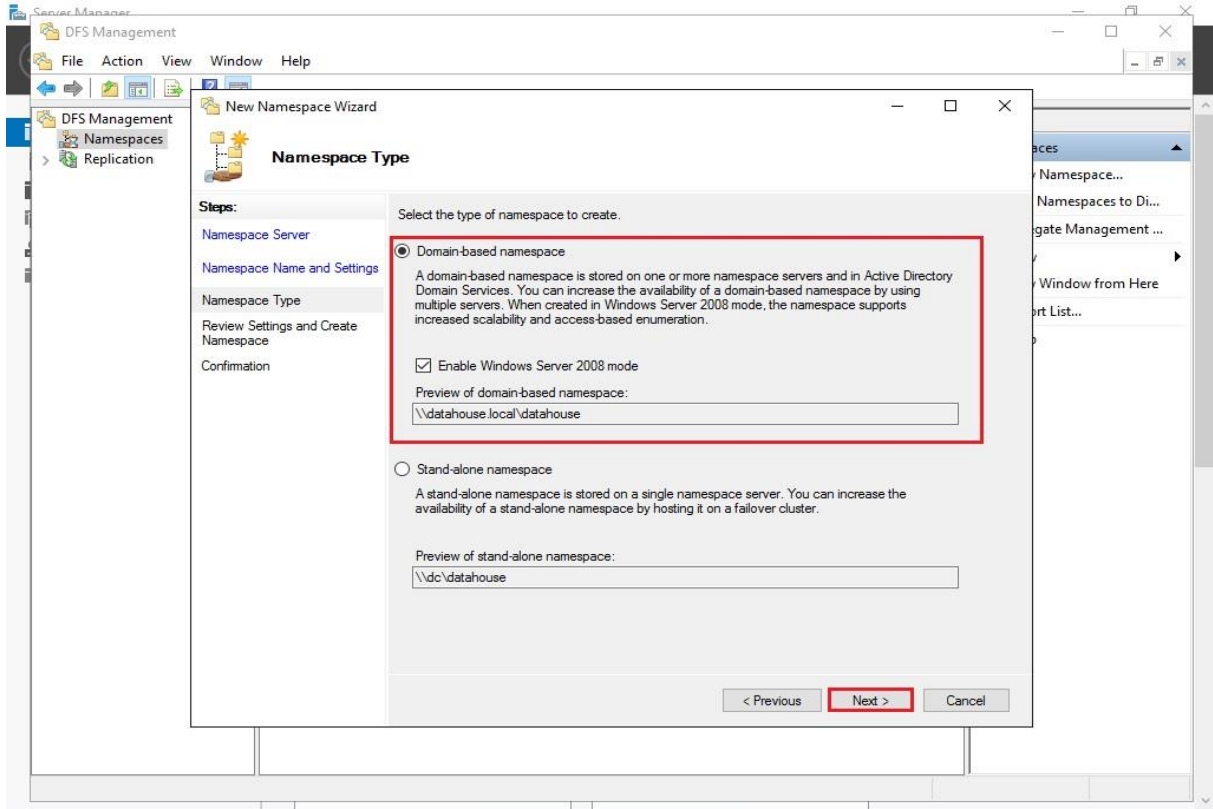 Server Manager
DFS Management
File Action View Window Help
DFS Management
Namespaces
Replication
New Namespace Wizard
Namespace Type
Steps:
Namespace Server
Namespace Name and Settings
Namespace Type
Review Settings and Create
Namespace
Confirmation
Select the type of namespace to create.
Domain-based namespace
A domain-based namespace is stored on one or more namespace servers and in Active Directory
Domain Services. You can increase the availability of a domain-based namespace by using
multiple servers. When created in Windows Server 2008 mode, the namespace supports
increased scalability and access-based enumeration.
Enable Windows Server 2008 mode
Preview of domain-based namespace:
\\datahouse.local\datahouse
Stand-alone namespace
A stand-alone namespace is stored on a single namespace server. You can increase the
availability of a stand-alone namespace by hosting it on a failover cluster.
Preview of stand-alone namespace:
\\dc\datahouse
< Previous Next > Cancel
Namespace...
Namespaces to Di...
Management ...
Window from Here
List...